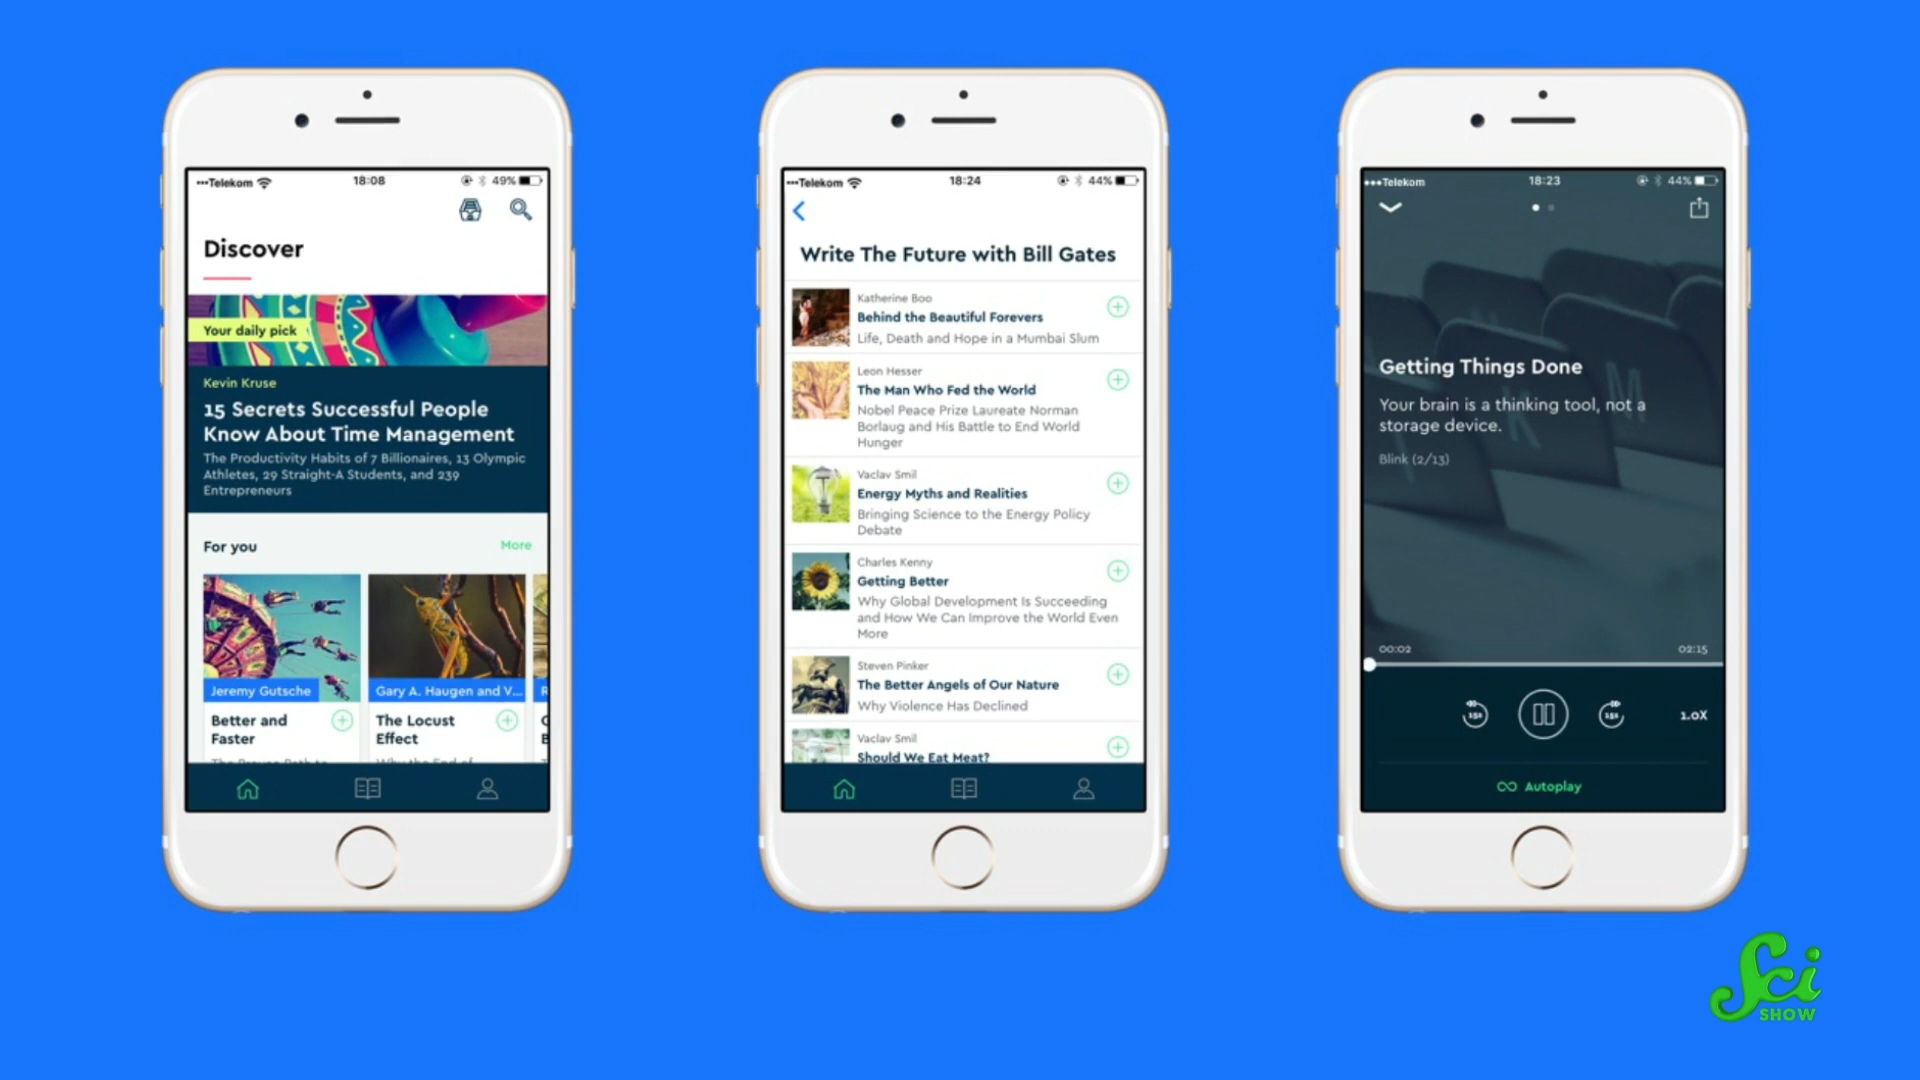 •••Telekom 18:08 49%
Discover
Your daily pick
Kevin Kruse
15 Secrets Successful People
Know About Time Management
The Productivity Habits of 7 Billionaires, 13 Olympic
Athletes, 29 Straight-A Students, and 239
Entrepreneurs
For you More
Jeremy Gutsche
Better and
Faster
Gary A. Haugen and V...
The Locust
Effect
•••Telekom 18:24 44%
Write The Future with Bill Gates
Katherine Boo
Behind the Beautiful Forevers
Life, Death and Hope in a Mumbai Slum
Leon Hesser
The Man Who Fed the World
Nobel Peace Prize Laureate Norman
Borlaug and His Battle to End World
Hunger
Vaclav Smil
Energy Myths and Realities
Bringing Science to the Energy Policy
Debate
Charles Kenny
Getting Better
Why Global Development Is Succeeding
and How We Can Improve the World Even
More
Steven Pinker
The Better Angels of Our Nature
Why Violence Has Declined
Vaclav Smil
Should We Eat Meat?
•••Telekom 18:23 44%
Getting Things Done
Your brain is a thinking tool, not a
storage device.
Blink (2/13)
00:02 02:15
15s 15s 1.0X
Autoplay
Sci
SHOW